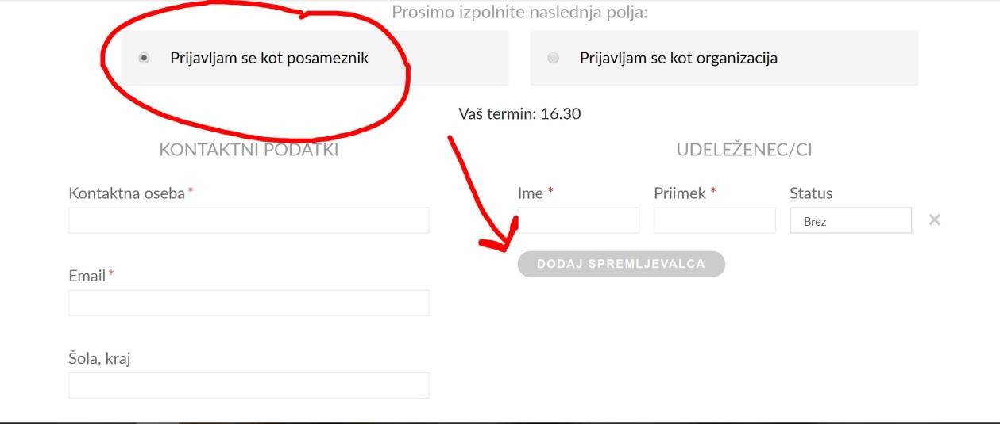 Prosimo izpolnite naslednja polja:
Prijavljam se kot posameznik
Prijavljam se kot organizacija
Vaš termin: 16.30
KONTAKTNI PODATKI
Kontaktna oseba *
Email *
Šola, kraj
UDELEŽENEC/CI
Ime * Priimek * Status
Brez ×
DODAJ SPREMLJEVALCA